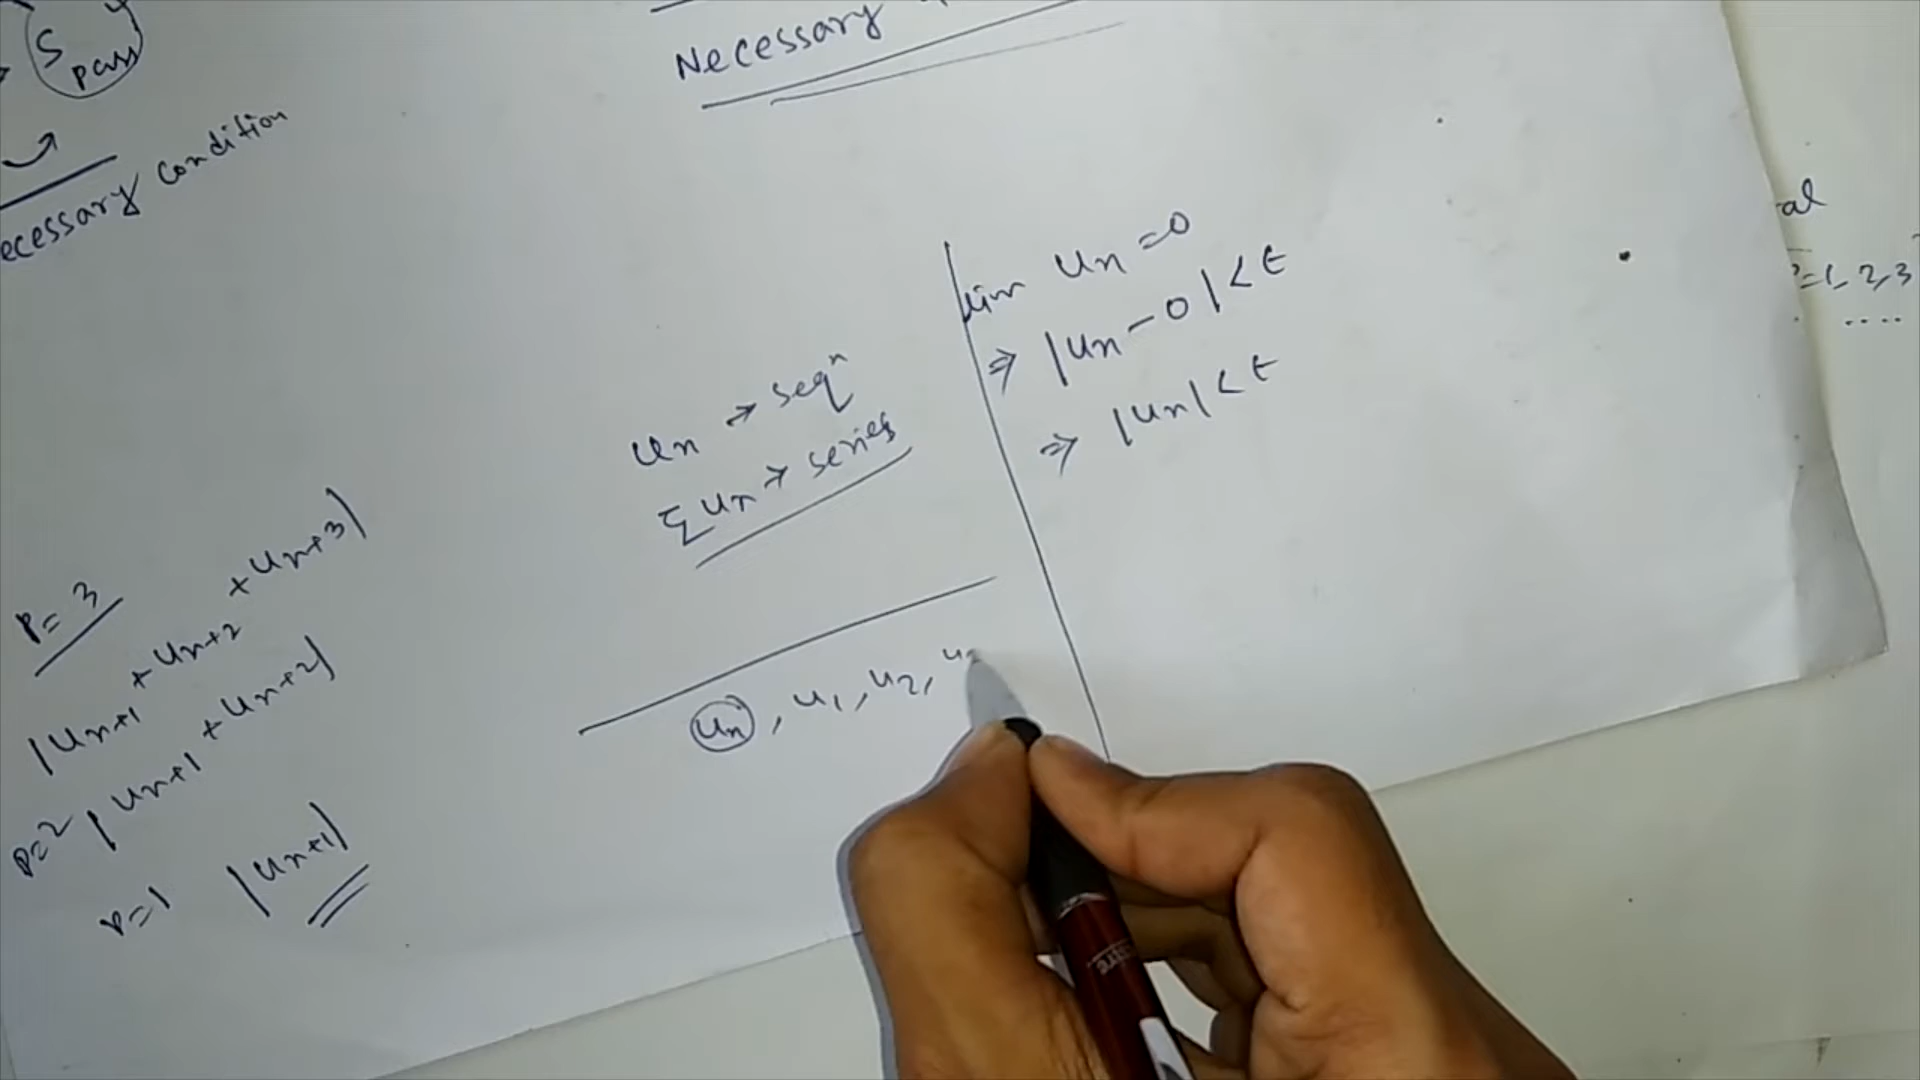 S
pass
Necessary
ecessary condition
lim un = 0
⇒ |un - 0| < ε
⇒ |un| < ε
un → seqⁿ
Σun → series
P = 3
|un+1 + un+2 + un+3|
P=2 |un+1 + un+2|
P=1 |un+1|
un, u1, u2, u
al
P=1, 2, 3
....